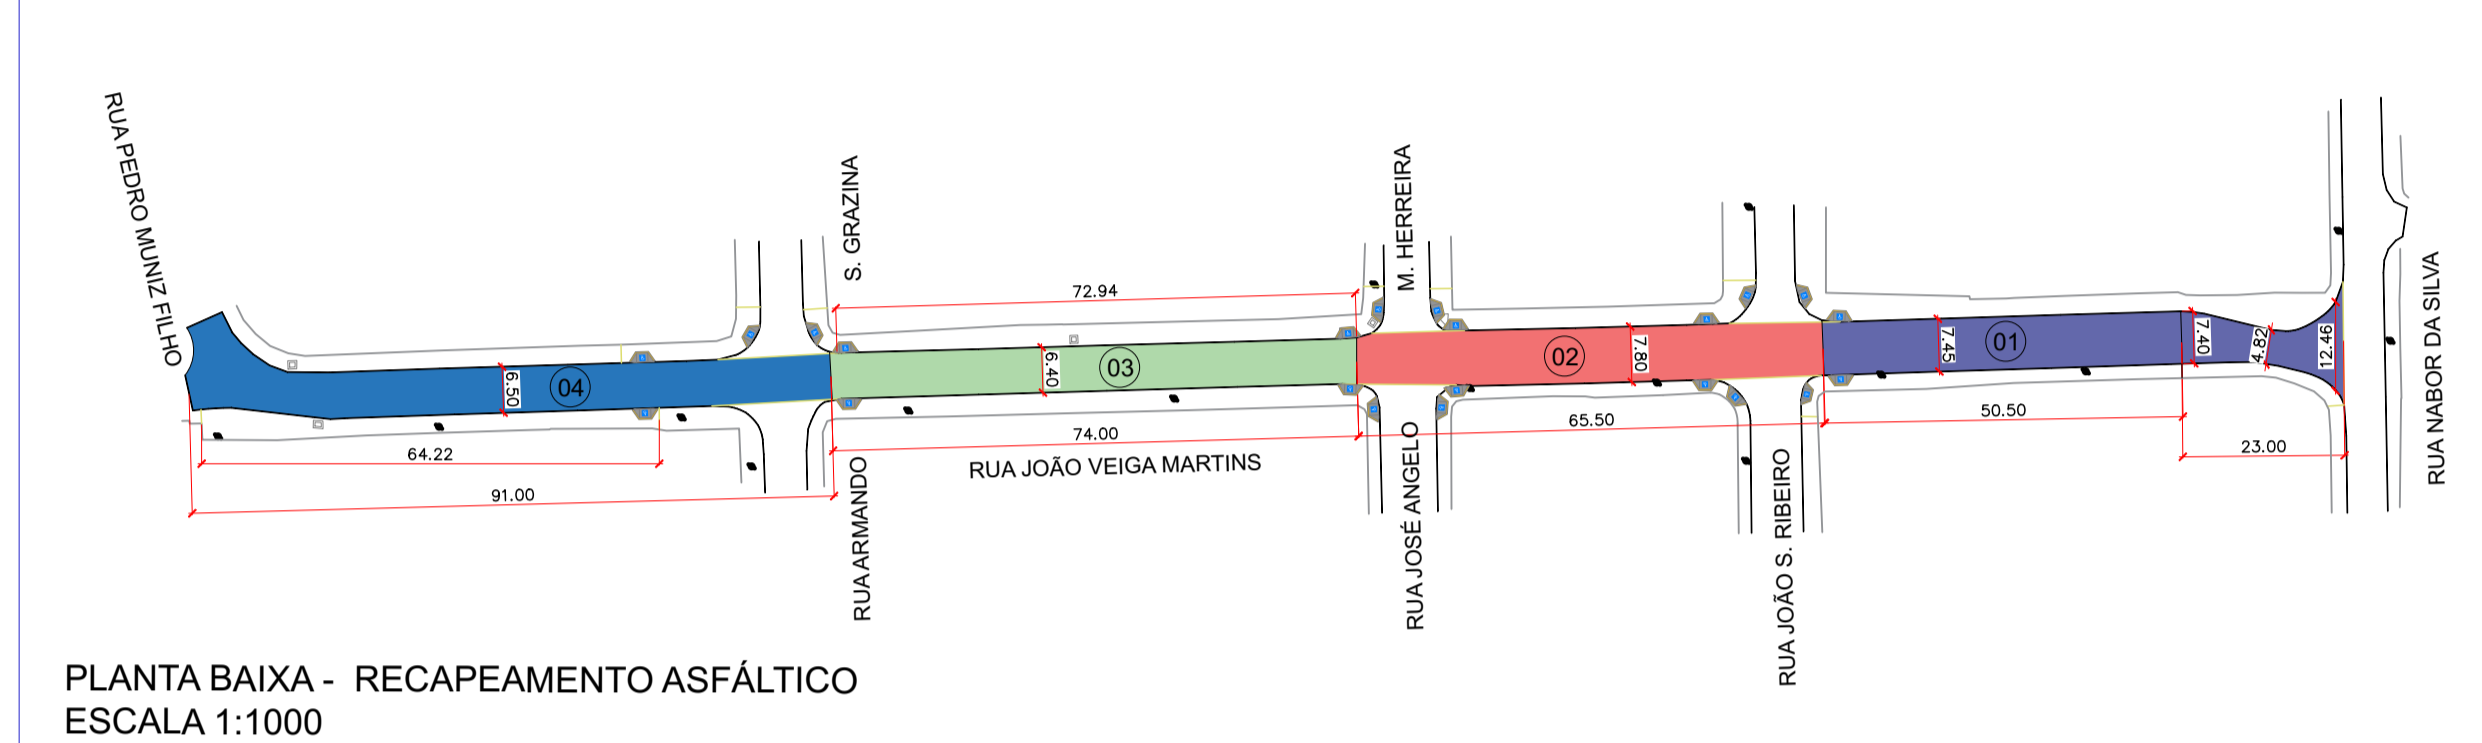 RUA PEDRO MUNIZ FILHO
S. GRAZINA
M. HERREIRA
RUA NABOR DA SILVA
72.94
6.50
04
6.40
03
02
7.80
7.45
01
7.40
4.82
12.49
64.22
91.00
74.00
65.50
50.50
23.00
RUA JOÃO VEIGA MARTINS
RUA ARMANDO
RUA JOSÉ ANGELO
RUA JOÃO S. RIBEIRO
PLANTA BAIXA - RECAPEAMENTO ASFÁLTICO
ESCALA 1:1000